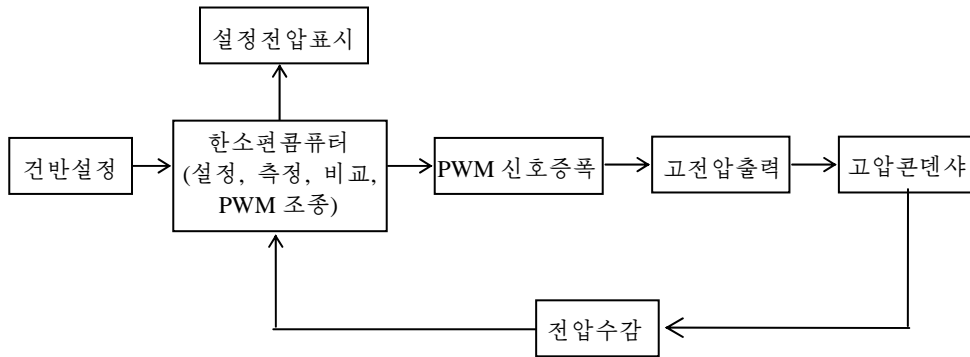 설정전압표시
건반설정
한소편콤퓨터
(설정, 측정, 비교,
PWM 조종)
PWM 신호증폭
고전압출력
고압콘덴샤
전압수감